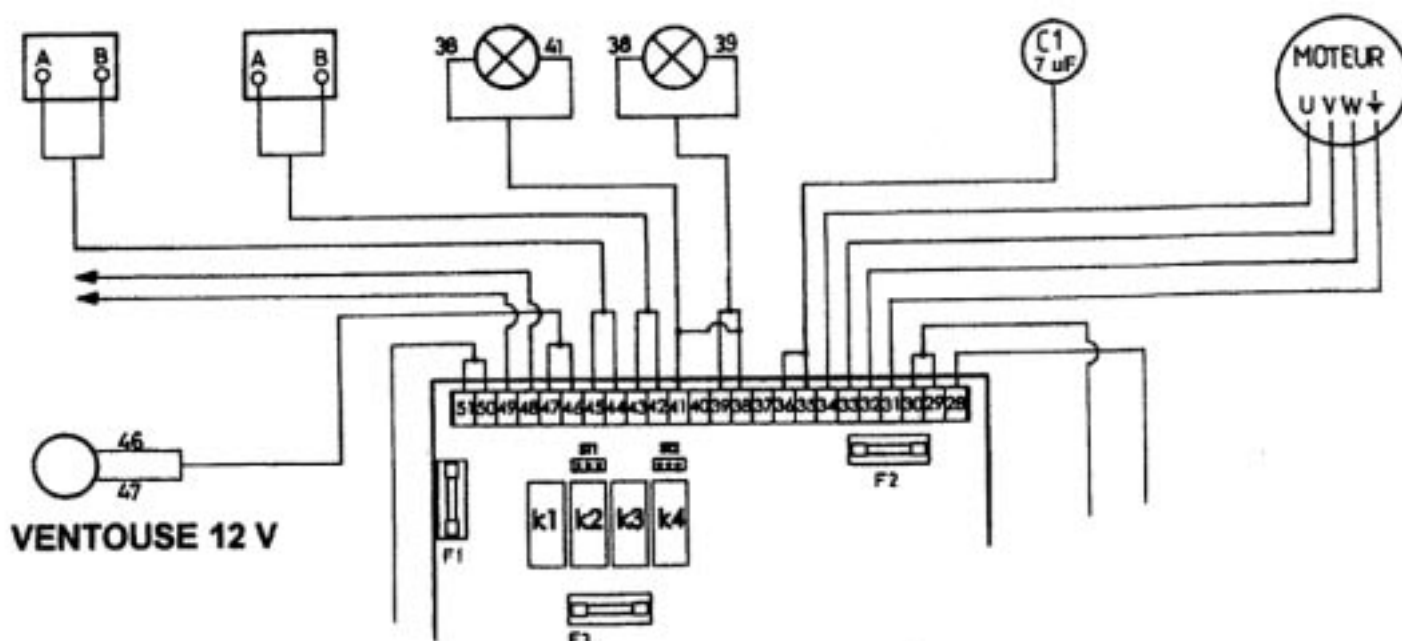 A B
A B
38 41
38 39
C1
7 uF
MOTEUR
U V W
46
47
VENTOUSE 12 V
51 50 49 48 47 46 45 44 43 42 41 40 39 38 37 36 35 34 33 32 31 30 29 28
F1
F2
k1 k2 k3 k4